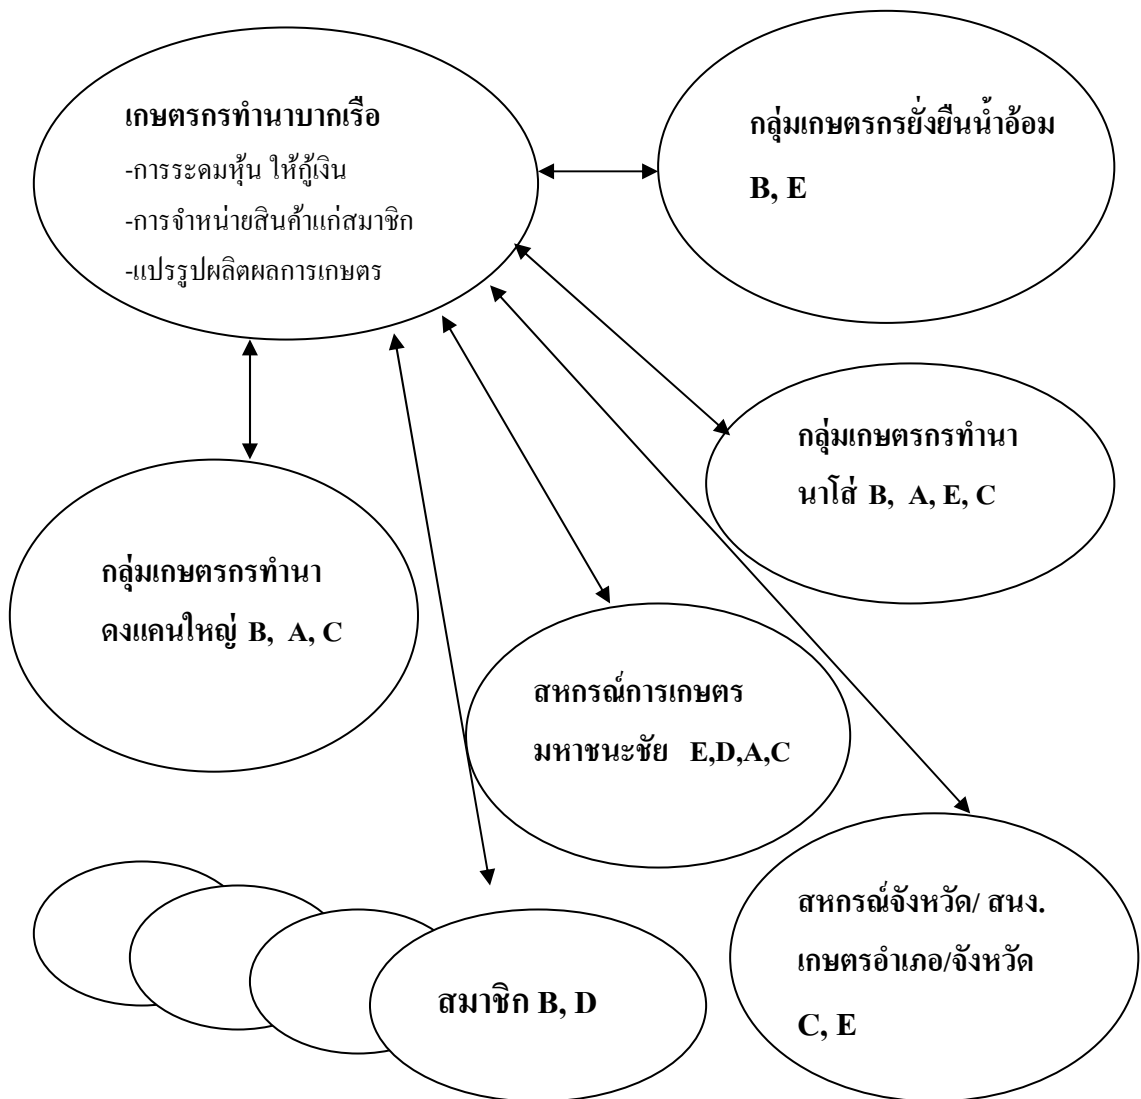 เกษตรกรทำนาบากเรือ
-การระดมหุ้น ให้กู้เงิน
-การจำหน่ายสินค้าแก่สมาชิก
-แปรรูปผลิตผลการเกษตร
กลุ่มเกษตรกรยั่งยืนน้ำอ้อม
B, E
กลุ่มเกษตรกรทำนา
นาโส่ B, A, E, C
กลุ่มเกษตรกรทำนา
ดงแคนใหญ่ B, A, C
สหกรณ์การเกษตร
มหาชนะชัย E,D,A,C
สหกรณ์จังหวัด/ สนง.
เกษตรอำเภอ/จังหวัด
C, E
สมาชิก B, D